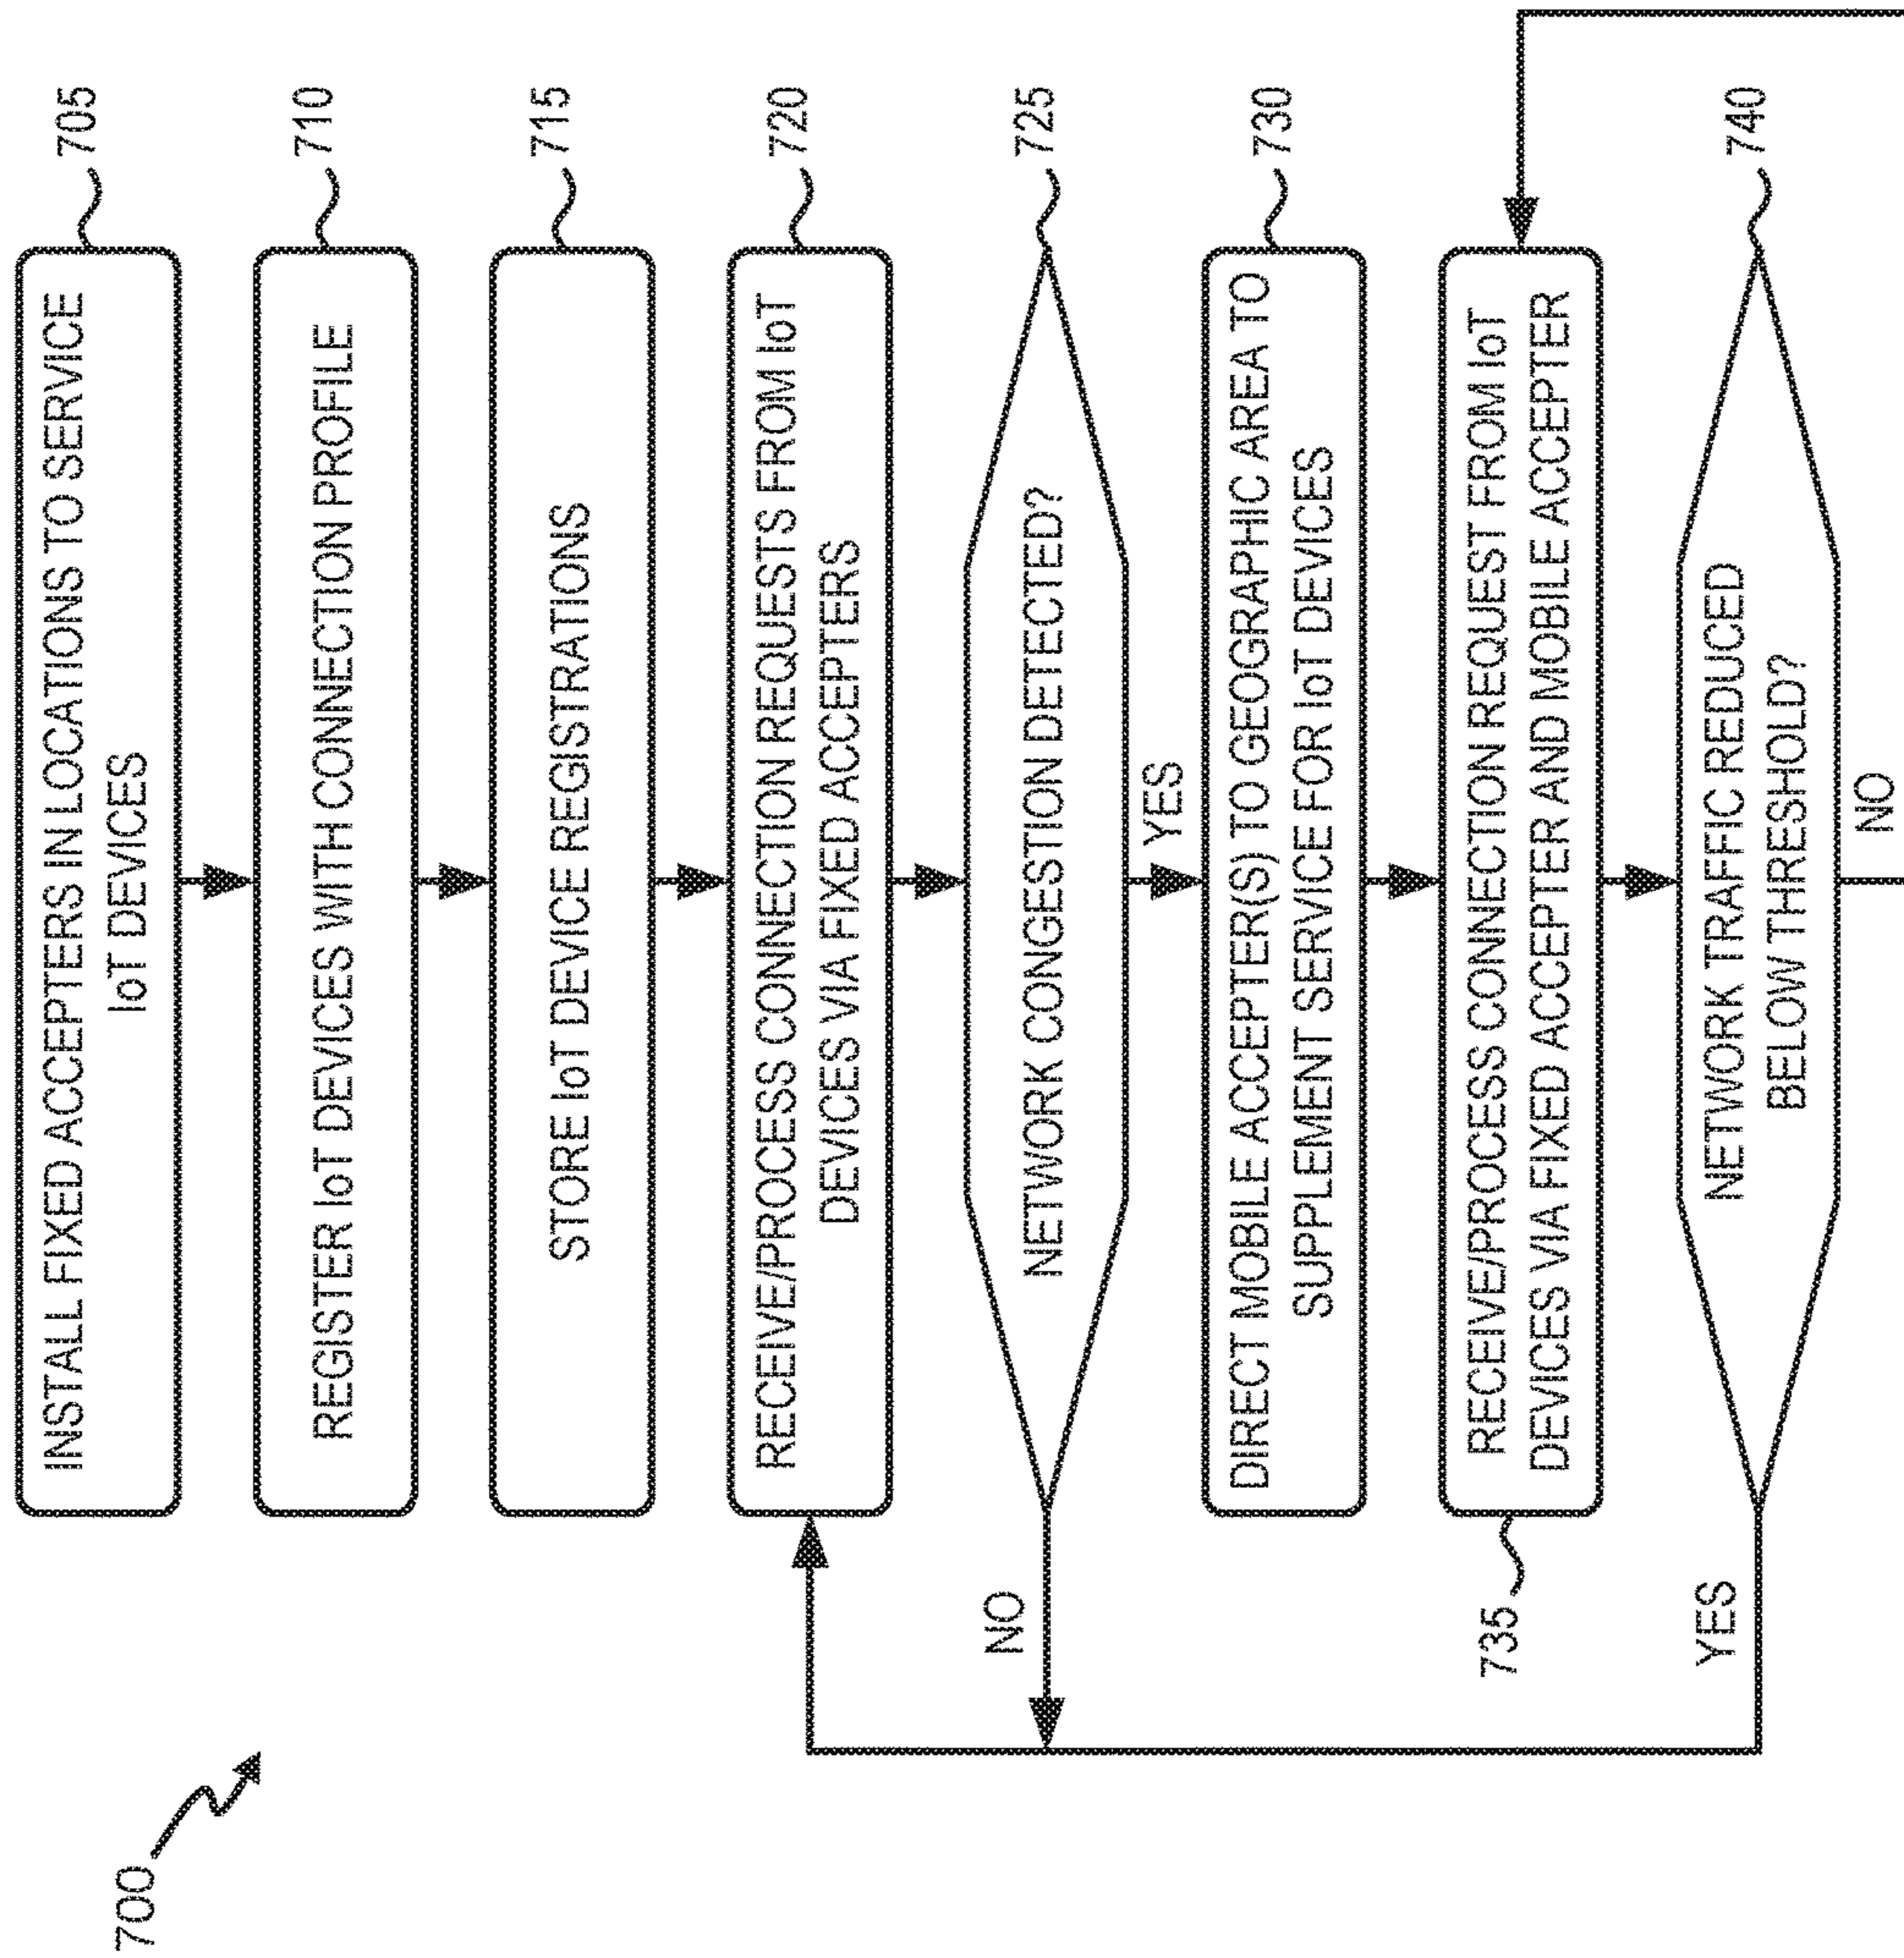 700
INSTALL FIXED ACCEPTERS IN LOCATIONS TO SERVICE
IoT DEVICES
705
REGISTER IoT DEVICES WITH CONNECTION PROFILE
710
STORE IoT DEVICE REGISTRATIONS
715
RECEIVE/PROCESS CONNECTION REQUESTS FROM IoT
DEVICES VIA FIXED ACCEPTERS
720
NETWORK CONGESTION DETECTED?
725
NO
YES
DIRECT MOBILE ACCEPTER(S) TO GEOGRAPHIC AREA TO
SUPPLEMENT SERVICE FOR IoT DEVICES
730
RECEIVE/PROCESS CONNECTION REQUEST FROM IoT
DEVICES VIA FIXED ACCEPTER AND MOBILE ACCEPTER
735
NETWORK TRAFFIC REDUCED
BELOW THRESHOLD?
740
YES
NO